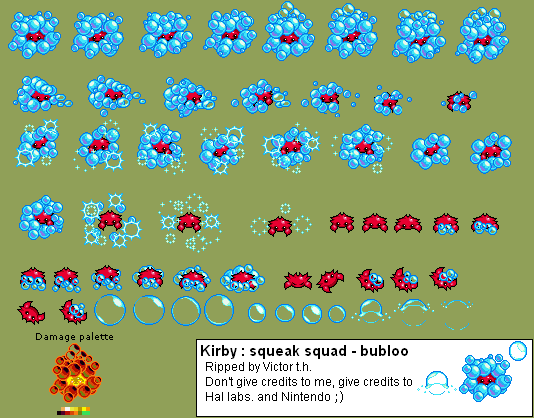 Damage palette
Kirby : squeak squad - bubloo
Ripped by Victor t.h.
Don't give credits to me, give credits to
Hal labs. and Nintendo ;)